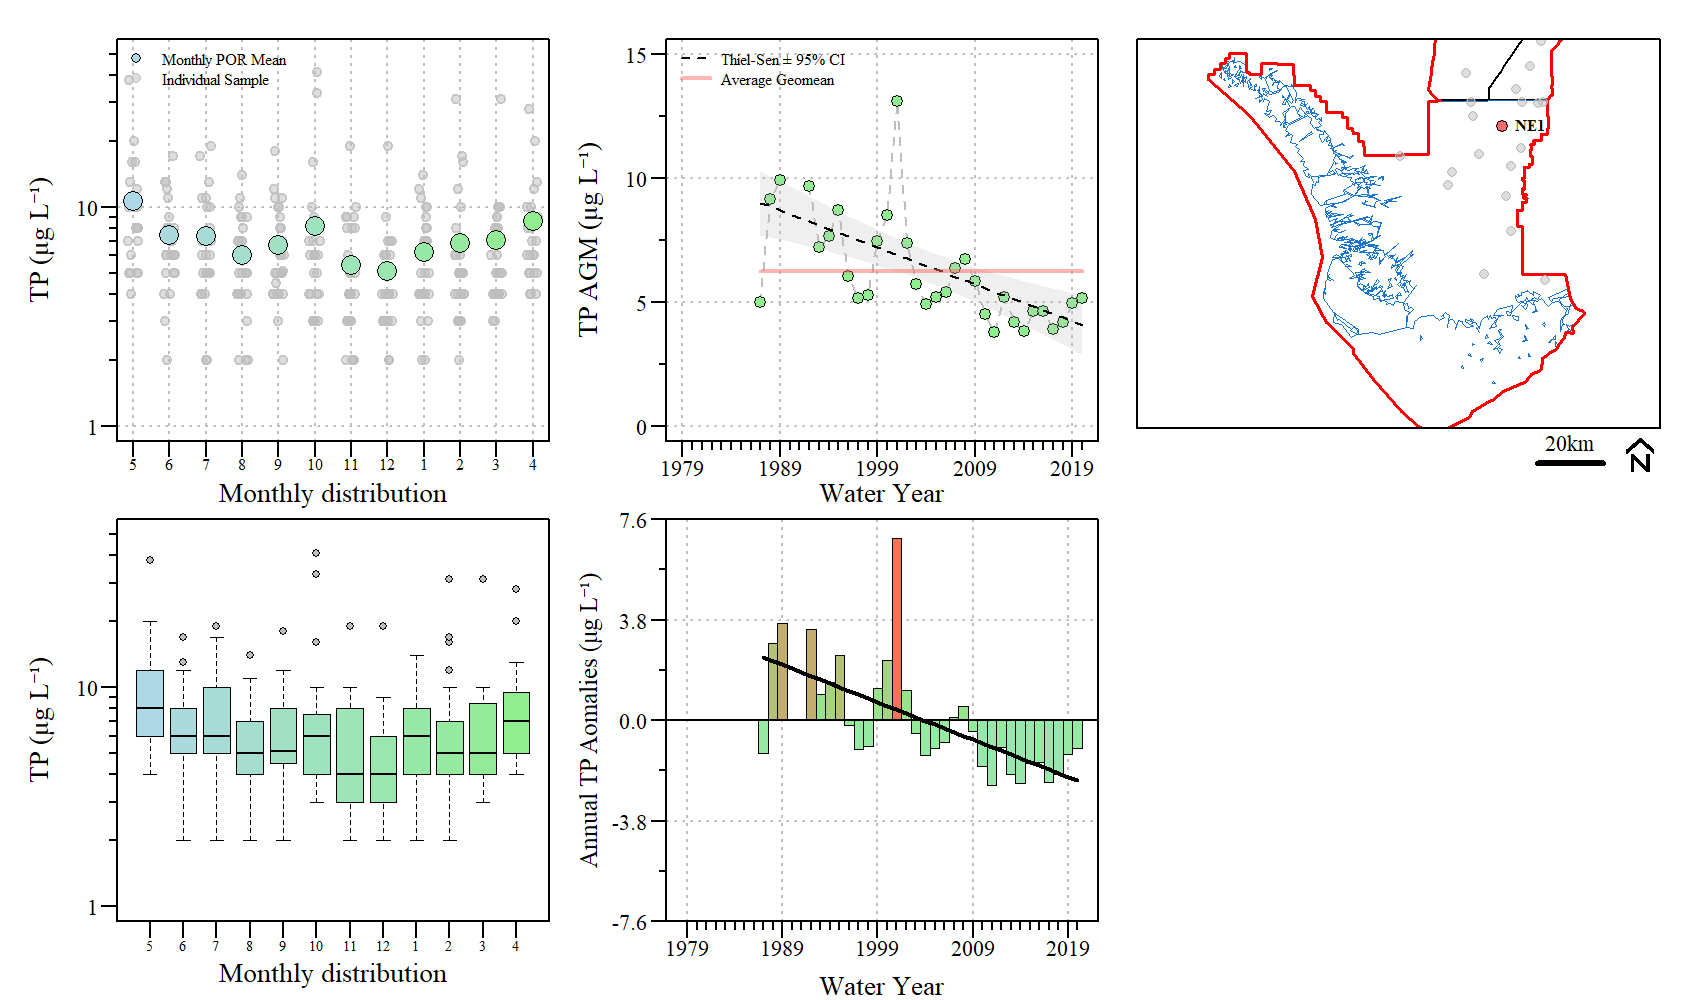 Monthly POR Mean
Individual Sample
TP (µg L⁻¹)
10
1
5 6 7 8 9 10 11 12 1 2 3 4
Monthly distribution
Thiel-Sen ± 95% CI
Average Geomean
TP AGM (µg L⁻¹)
15
10
5
0
1979 1989 1999 2009 2019
Water Year
NE1
20km
N
TP (µg L⁻¹)
10
1
5 6 7 8 9 10 11 12 1 2 3 4
Monthly distribution
Annual TP Aomalies (µg L⁻¹)
7.6
3.8
0.0
-3.8
-7.6
1979 1989 1999 2009 2019
Water Year